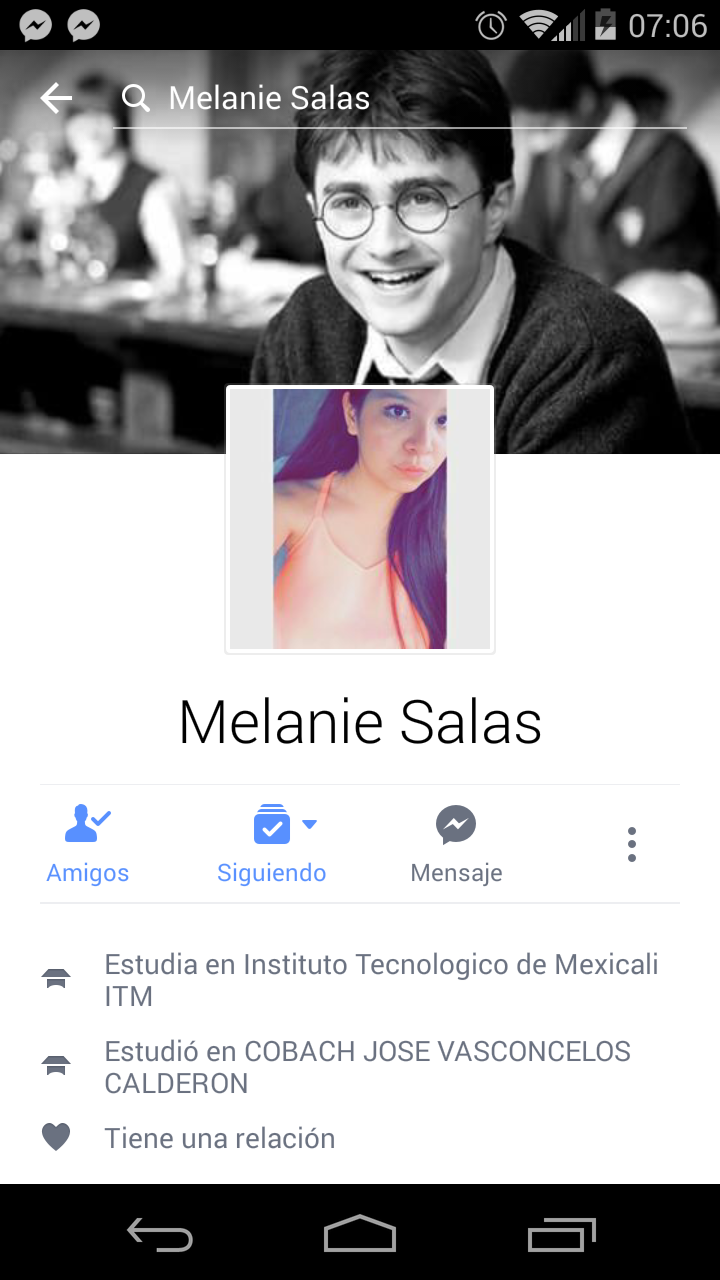 07:06
Melanie Salas
Melanie Salas
Amigos
Siguiendo
Mensaje
Estudia en Instituto Tecnologico de Mexicali
ITM
Estudió en COBACH JOSE VASCONCELOS
CALDERON
Tiene una relación